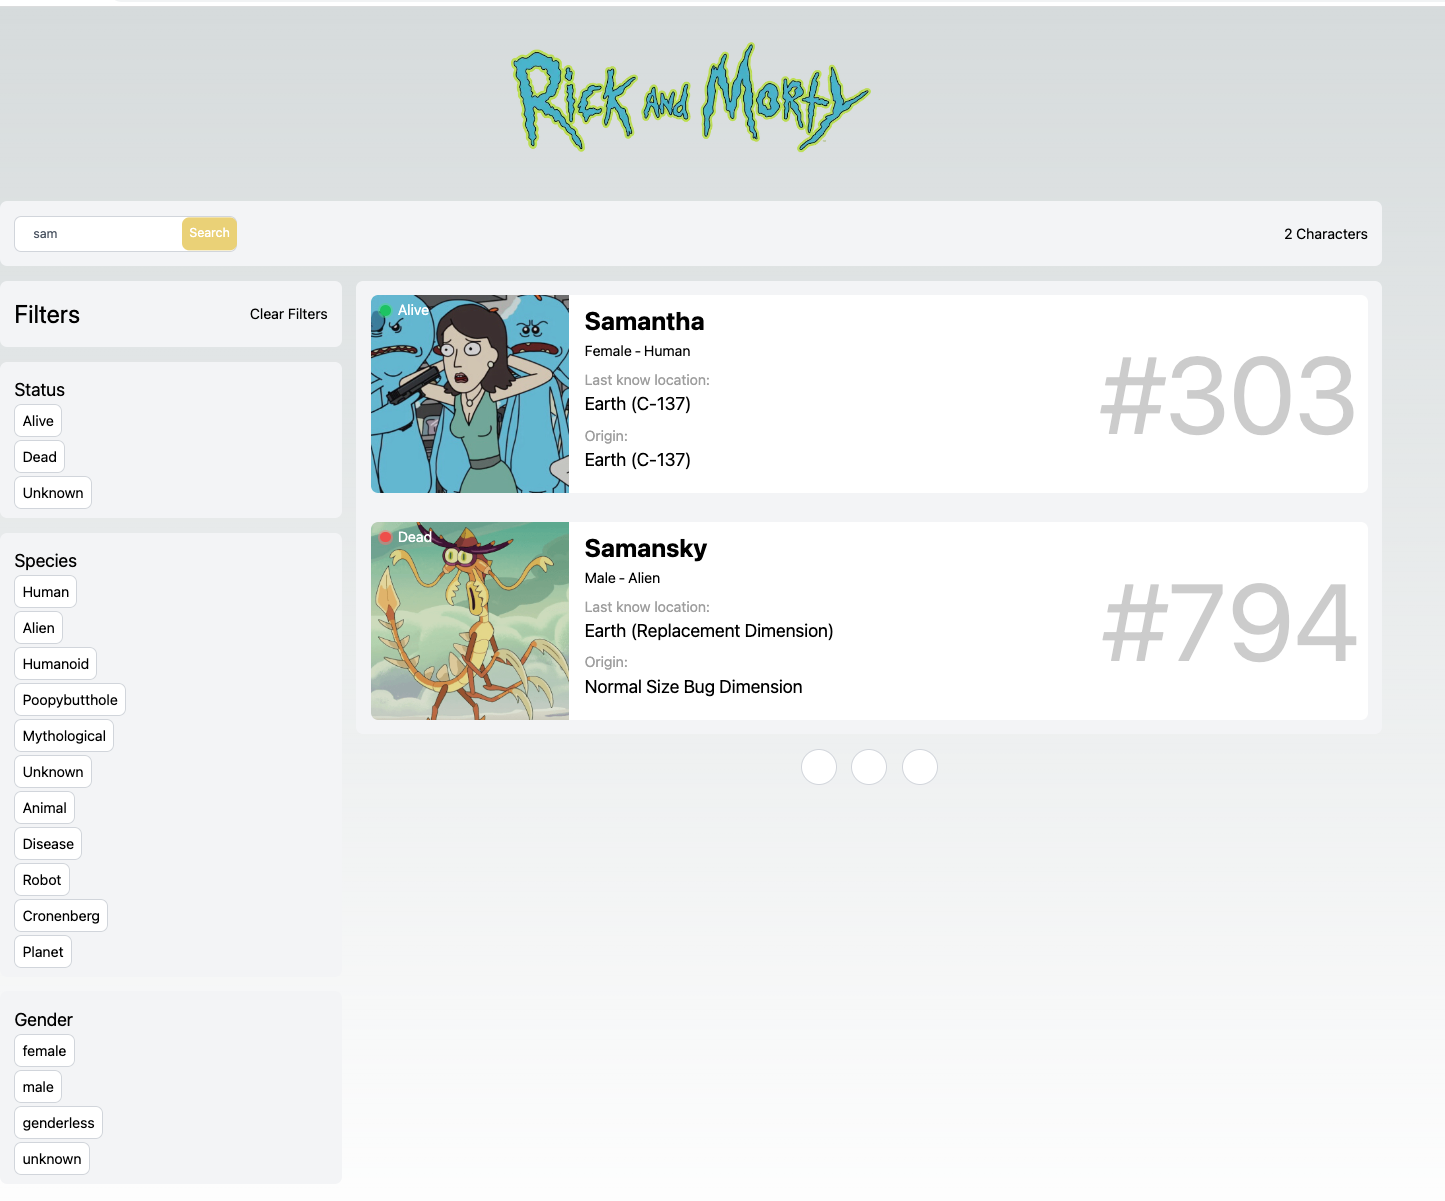 Rick and Morty
sam
Search
2 Characters
Filters
Clear Filters
Status
Alive
Dead
Unknown
Species
Human
Alien
Humanoid
Poopybutthole
Mythological
Unknown
Animal
Disease
Robot
Cronenberg
Planet
Gender
female
male
genderless
unknown
Alive
Samantha
Female - Human
Last know location:
Earth (C-137)
Origin:
Earth (C-137)
#303
Dead
Samansky
Male - Alien
Last know location:
Earth (Replacement Dimension)
Origin:
Normal Size Bug Dimension
#794